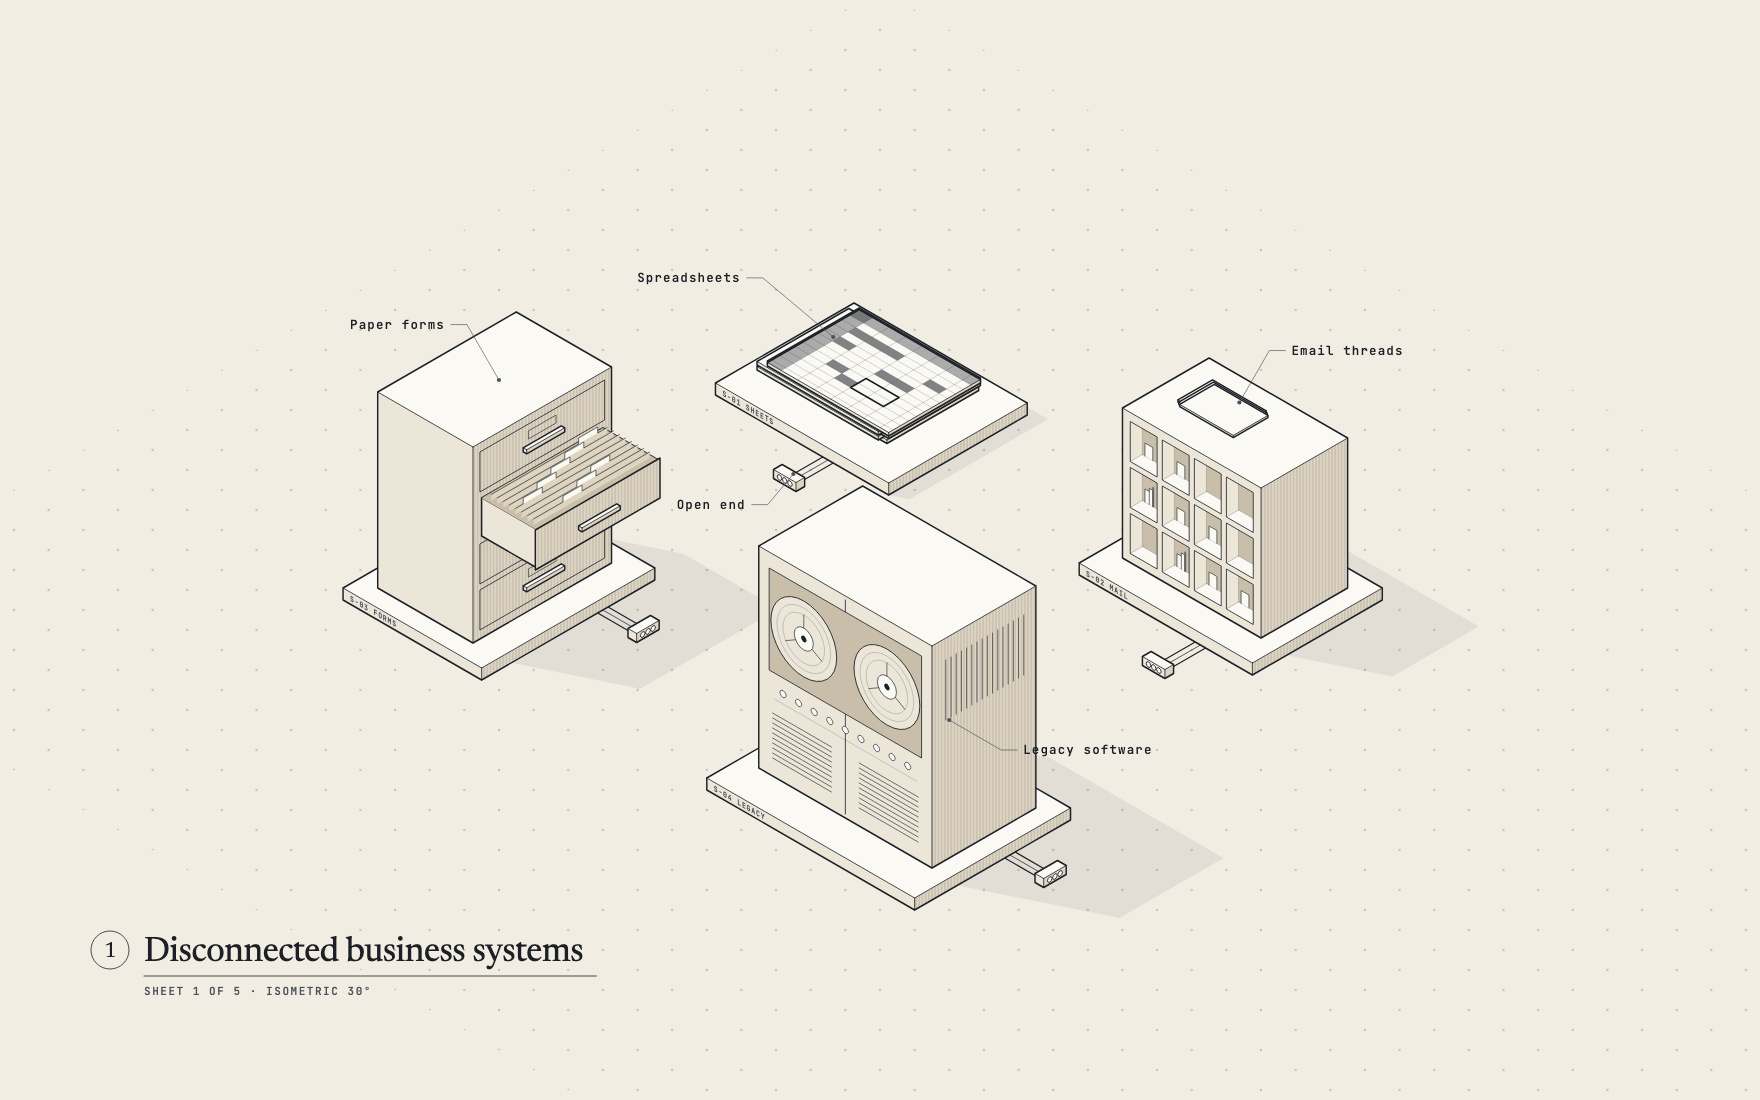 Spreadsheets
Paper forms
Email threads
S-01 SHEETS
Open end
S-02 MAIL
S-03 FORMS
Legacy software
S-04 LEGACY
1 Disconnected business systems
SHEET 1 OF 5 · ISOMETRIC 30°